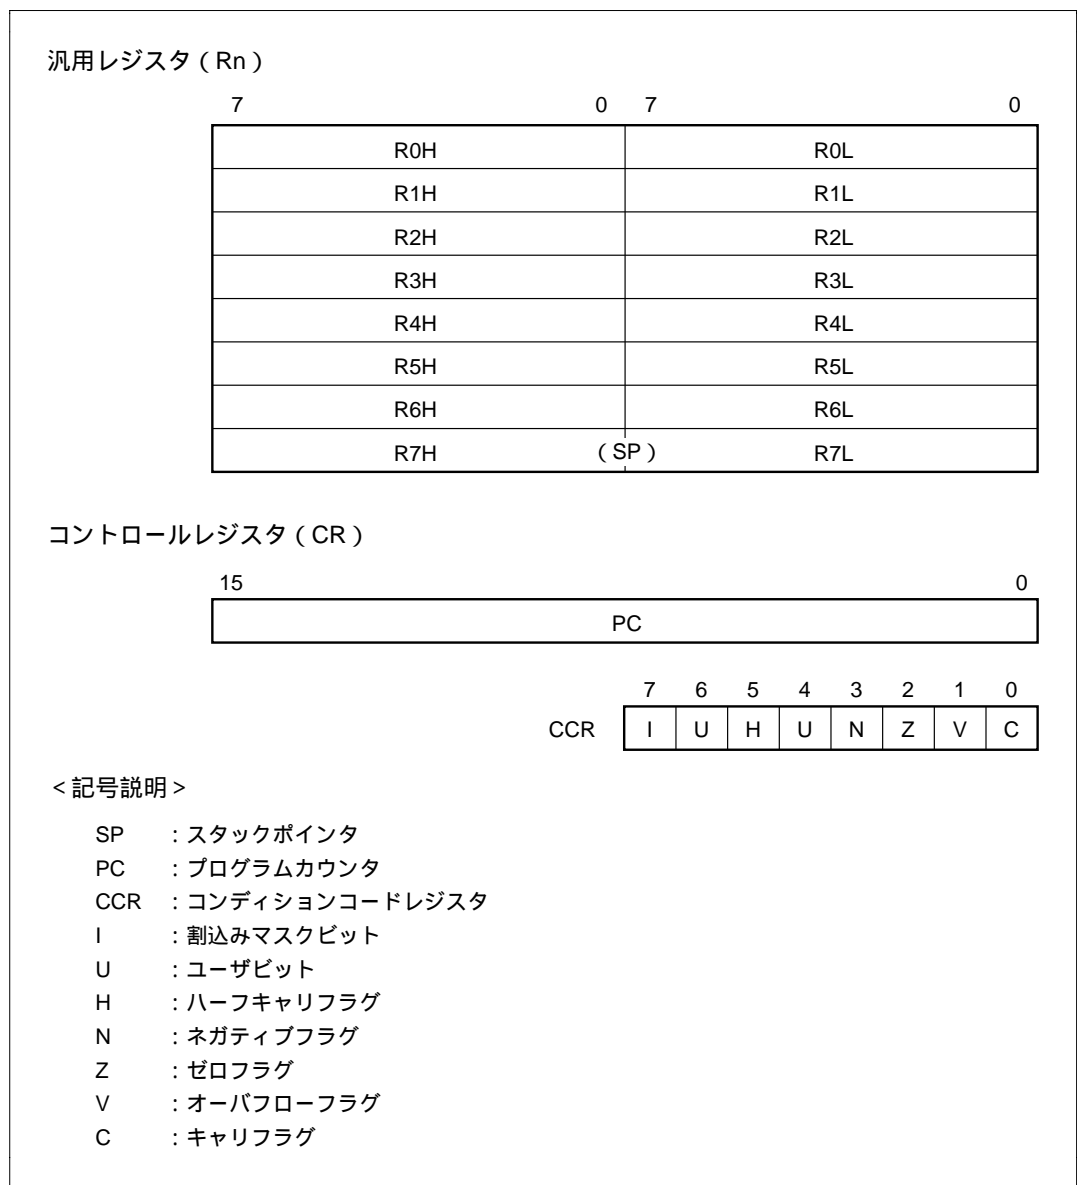 汎用レジスタ（Rn）
7 0 7 0
R0H R0L
R1H R1L
R2H R2L
R3H R3L
R4H R4L
R5H R5L
R6H R6L
R7H （SP） R7L
コントロールレジスタ（CR）
15 0
PC
7 6 5 4 3 2 1 0
CCR I U H U N Z V C
＜記号説明＞
SP ：スタックポインタ
PC ：プログラムカウンタ
CCR ：コンディションコードレジスタ
I ：割込みマスクビット
U ：ユーザビット
H ：ハーフキャリフラグ
N ：ネガティブフラグ
Z ：ゼロフラグ
V ：オーバフローフラグ
C ：キャリフラグ